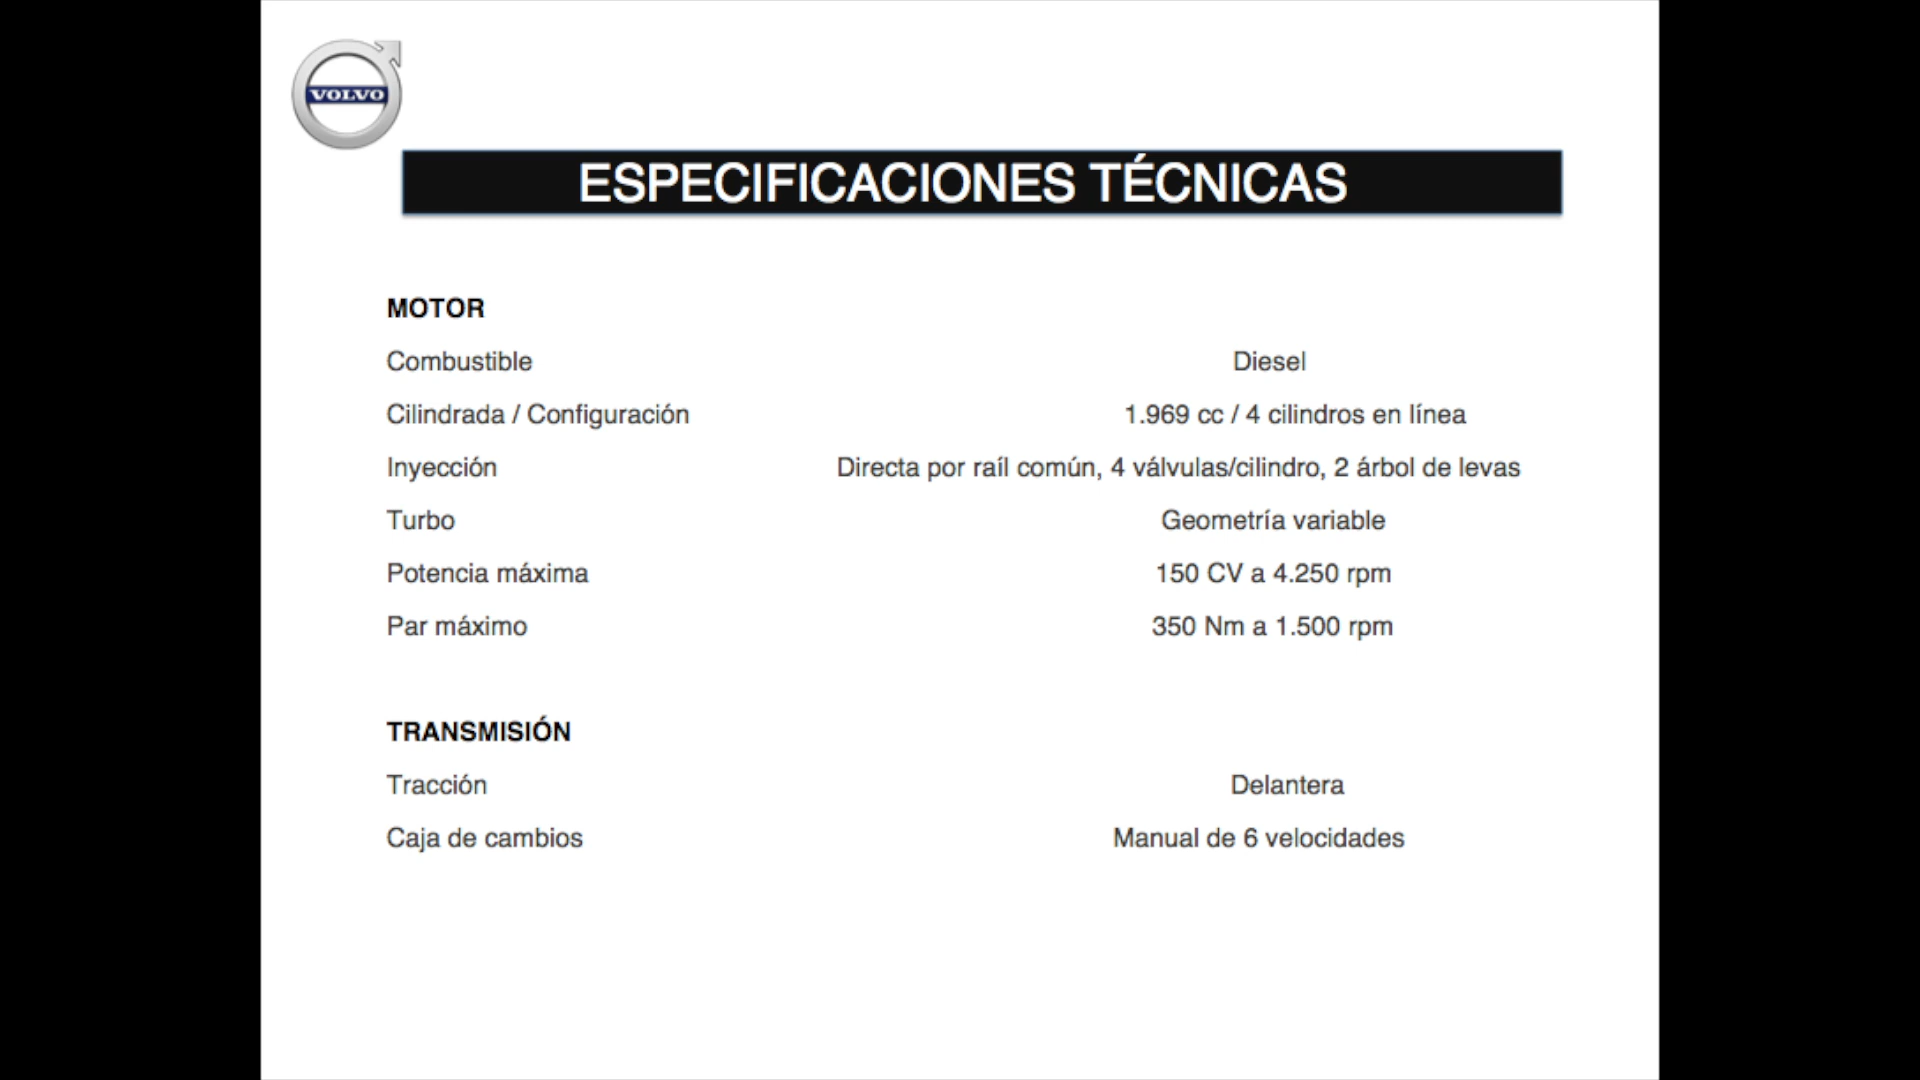 VOLVO
ESPECIFICACIONES TÉCNICAS
MOTOR
Combustible Diesel
Cilindrada / Configuración 1.969 cc / 4 cilindros en línea
Inyección Directa por raíl común, 4 válvulas/cilindro, 2 árbol de levas
Turbo Geometría variable
Potencia máxima 150 CV a 4.250 rpm
Par máximo 350 Nm a 1.500 rpm
TRANSMISIÓN
Tracción Delantera
Caja de cambios Manual de 6 velocidades